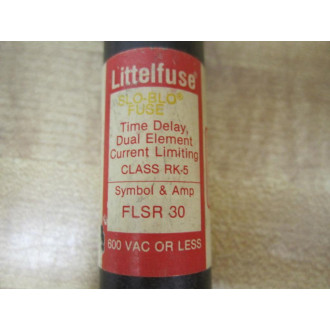 Littelfuse®
SLO-BLO®
FUSE
Time Delay,
Dual Element
Current Limiting
CLASS RK-5
Symbol & Amp
FLSR 30
600 VAC OR LESS